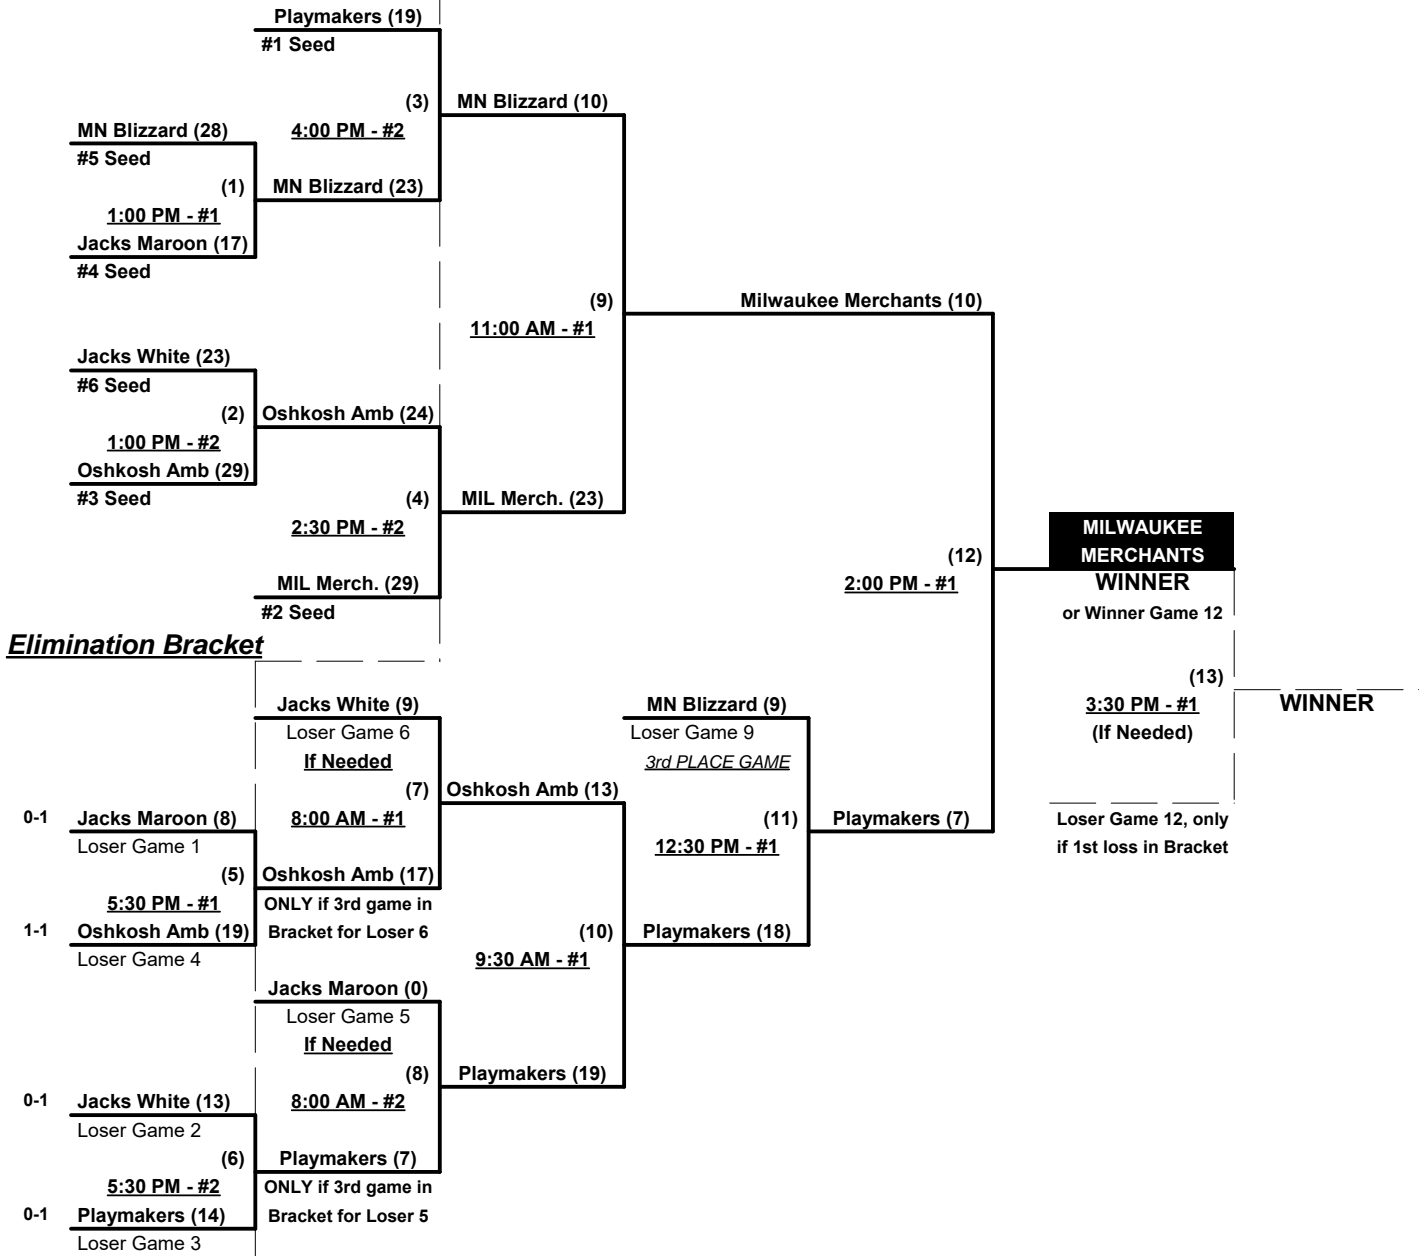 Playmakers (19)
#1 Seed
(3)
MN Blizzard (10)
4:00 PM - #2
MN Blizzard (28)
#5 Seed
(1)
MN Blizzard (23)
1:00 PM - #1
Jacks Maroon (17)
#4 Seed
(9)
Milwaukee Merchants (10)
11:00 AM - #1
Jacks White (23)
#6 Seed
(2)
Oshkosh Amb (24)
1:00 PM - #2
Oshkosh Amb (29)
#3 Seed
(4)
MIL Merch. (23)
2:30 PM - #2
MIL Merch. (29)
#2 Seed
(12)
2:00 PM - #1
MILWAUKEE
MERCHANTS
WINNER
or Winner Game 12
(13)
3:30 PM - #1
(If Needed)
WINNER
Loser Game 12, only
if 1st loss in Bracket
Elimination Bracket
Jacks White (9)
Loser Game 6
If Needed
(7)
Oshkosh Amb (13)
8:00 AM - #1
MN Blizzard (9)
Loser Game 9
3rd PLACE GAME
(11)
Playmakers (7)
12:30 PM - #1
0-1
Jacks Maroon (8)
Loser Game 1
(5)
Oshkosh Amb (17)
5:30 PM - #1
ONLY if 3rd game in
Bracket for Loser 6
1-1
Oshkosh Amb (19)
Loser Game 4
(10)
Playmakers (18)
9:30 AM - #1
Jacks Maroon (0)
Loser Game 5
If Needed
(8)
Playmakers (19)
8:00 AM - #2
0-1
Jacks White (13)
Loser Game 2
(6)
Playmakers (7)
5:30 PM - #2
ONLY if 3rd game in
Bracket for Loser 5
0-1
Playmakers (14)
Loser Game 3